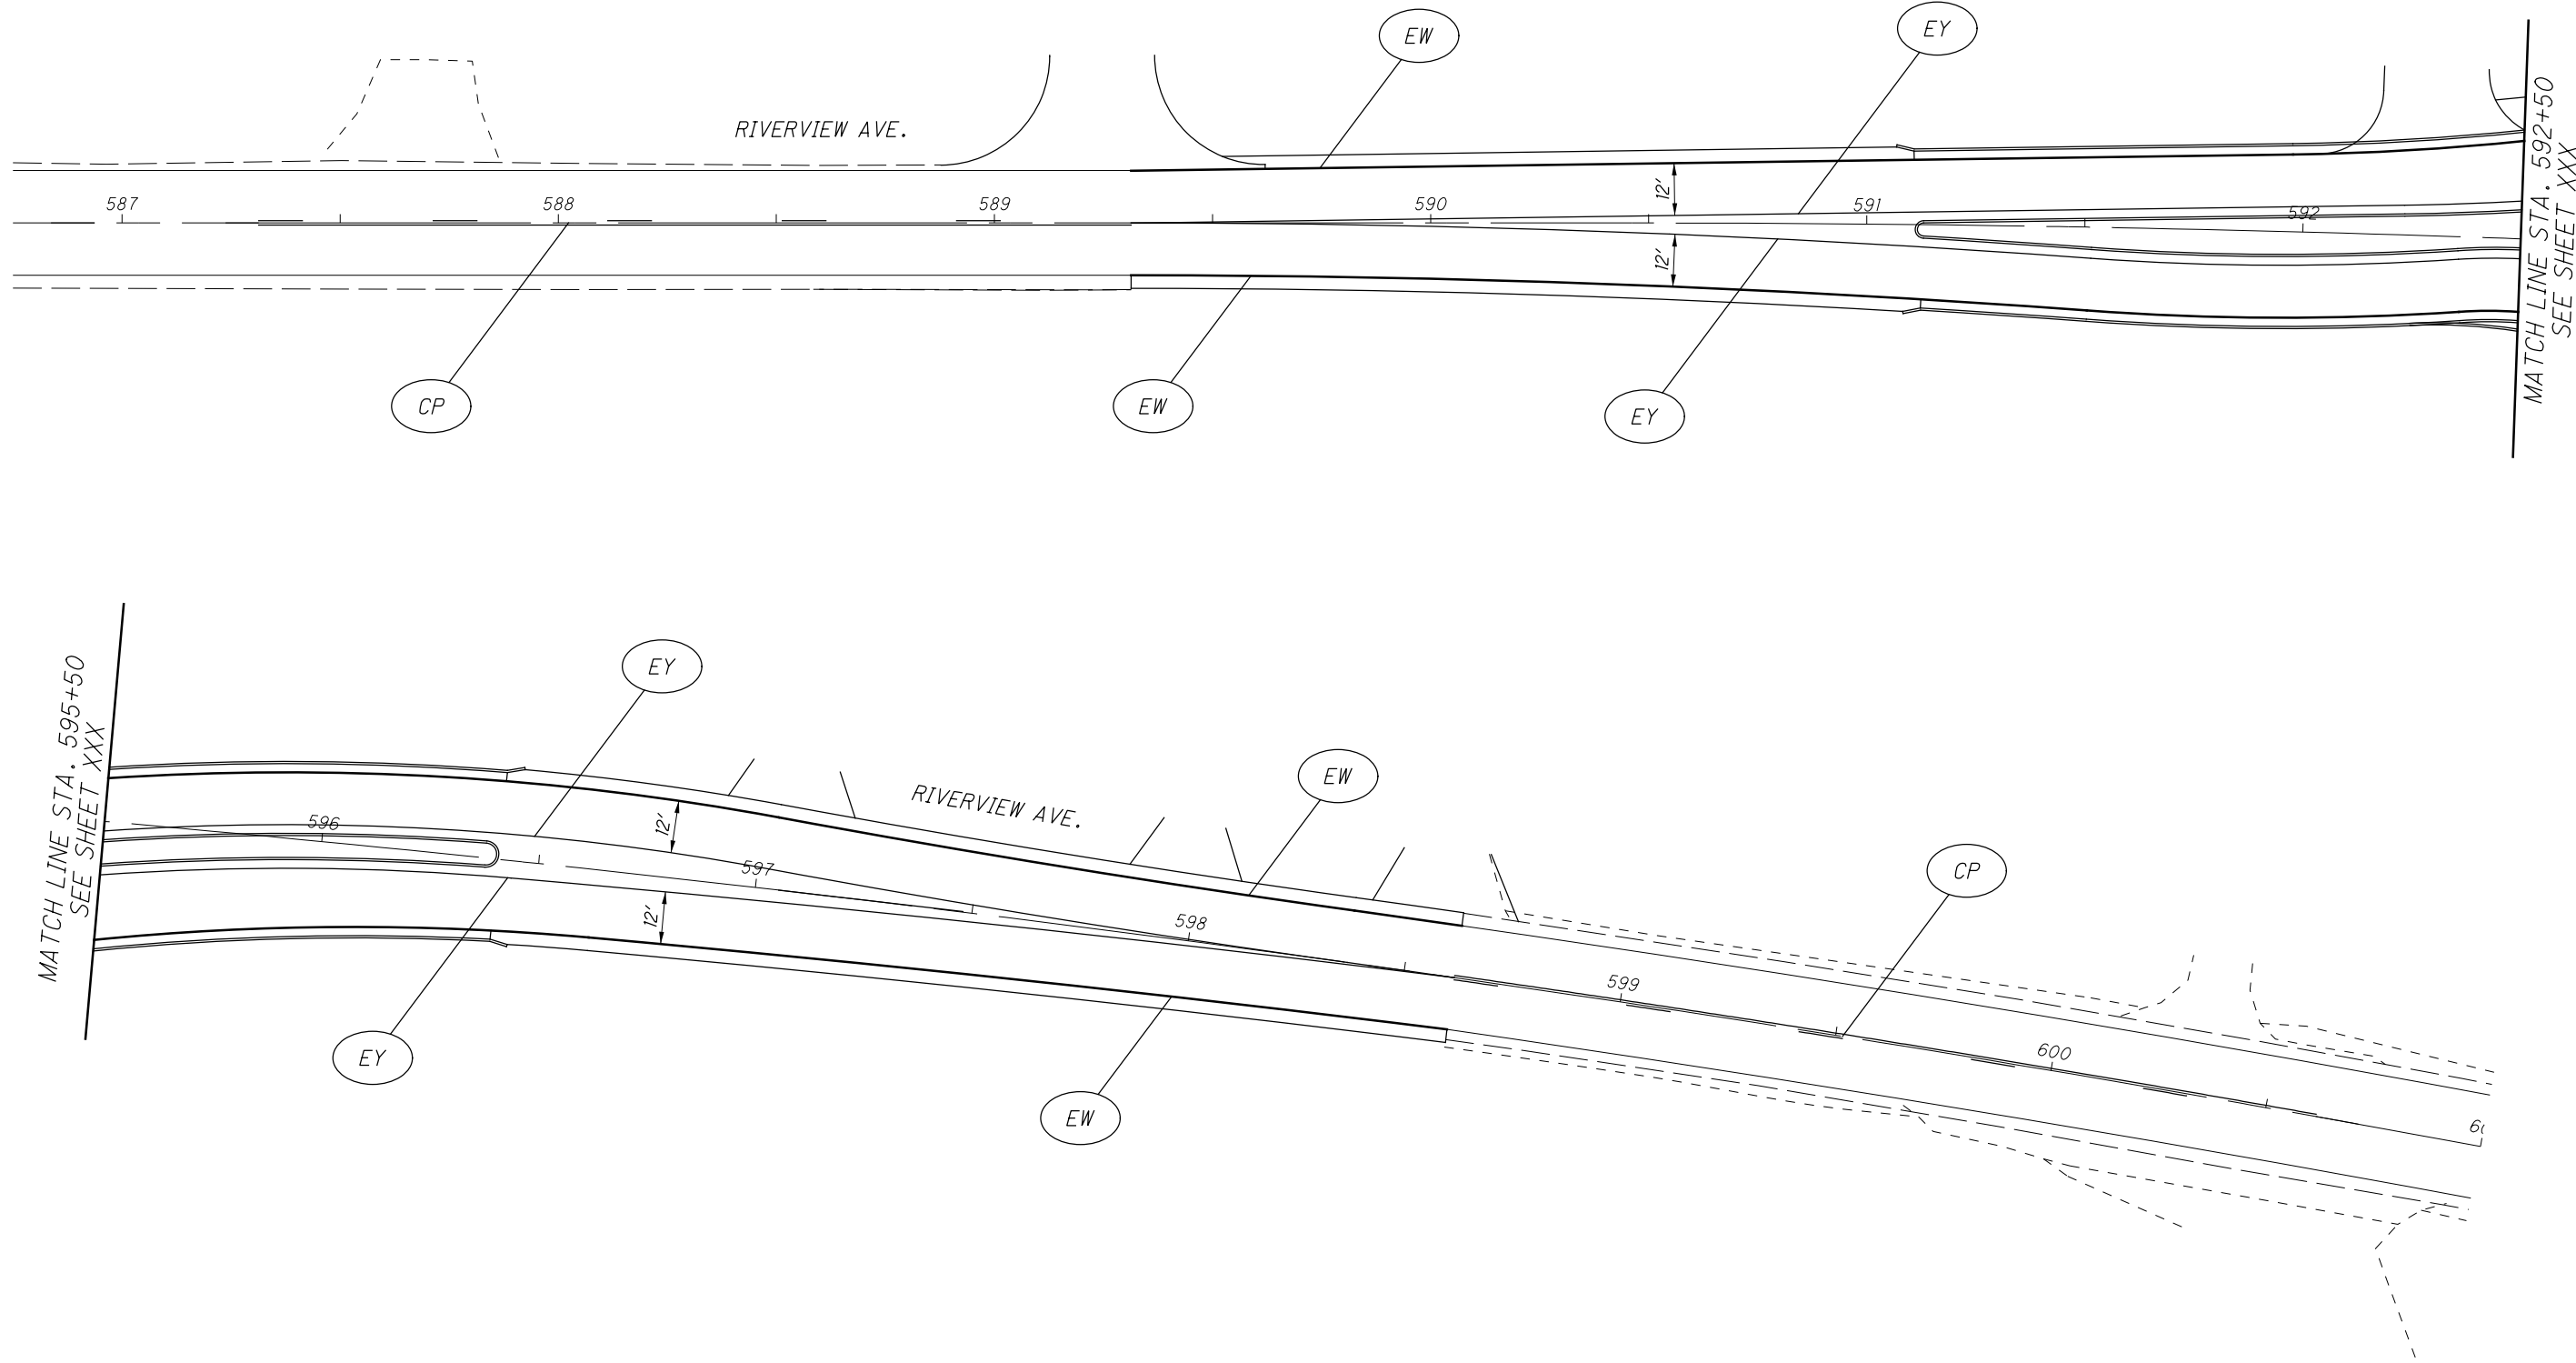 EW
EY
RIVERVIEW AVE.
587
588
589
590
591
592
12'
12'
CP
EW
EY
MATCH LINE STA. 592+50
SEE SHEET XXX
MATCH LINE STA. 595+50
SEE SHEET XXX
EY
EW
RIVERVIEW AVE.
CP
596
597
598
599
600
12'
12'
EY
EW